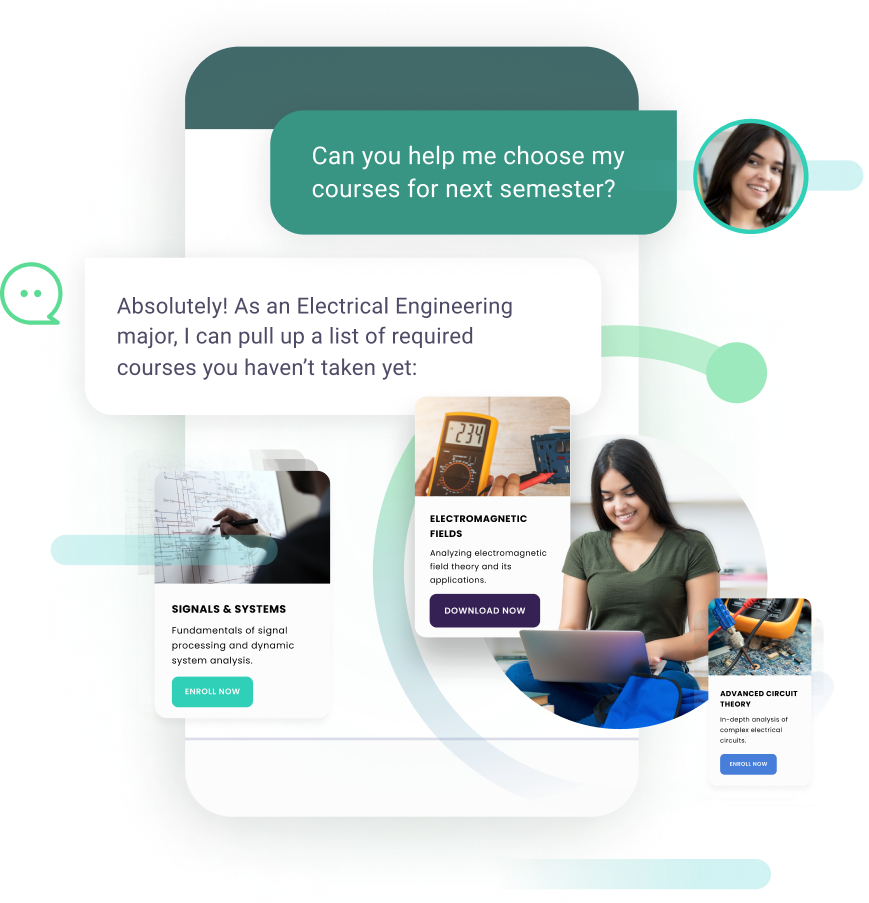 Can you help me choose my
courses for next semester?
Absolutely! As an Electrical Engineering
major, I can pull up a list of required
courses you haven’t taken yet:
234
ELECTROMAGNETIC
FIELDS
Analyzing electromagnetic
field theory and its
applications.
DOWNLOAD NOW
SIGNALS & SYSTEMS
Fundamentals of signal
processing and dynamic
system analysis.
ENROLL NOW
ADVANCED CIRCUIT
THEORY
In-depth analysis of
complex electrical
circuits.
ENROLL NOW